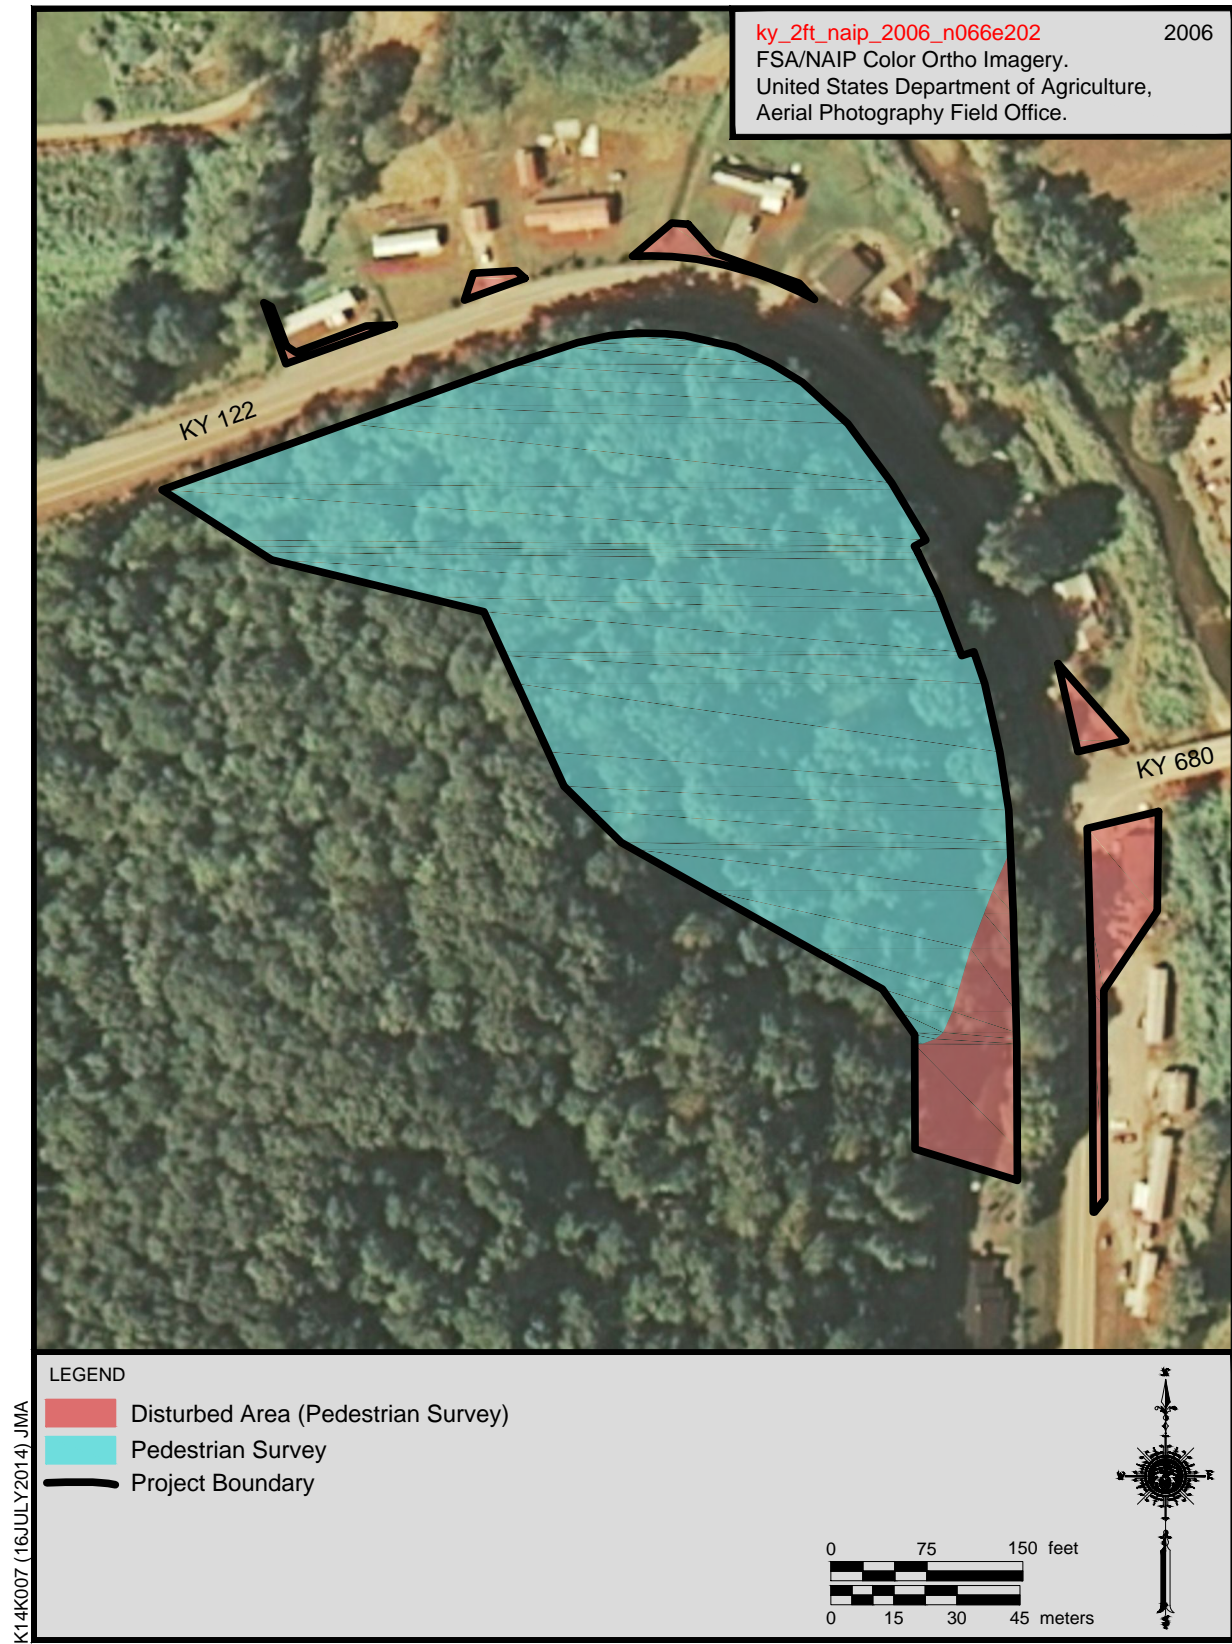 ky_2ft_naip_2006_n066e202 2006
FSA/NAIP Color Ortho Imagery.
United States Department of Agriculture,
Aerial Photography Field Office.
KY 122
KY 680
LEGEND
Disturbed Area (Pedestrian Survey)
Pedestrian Survey
Project Boundary
0 75 150 feet
0 15 30 45 meters
K14K007 (16JULY2014) JMA